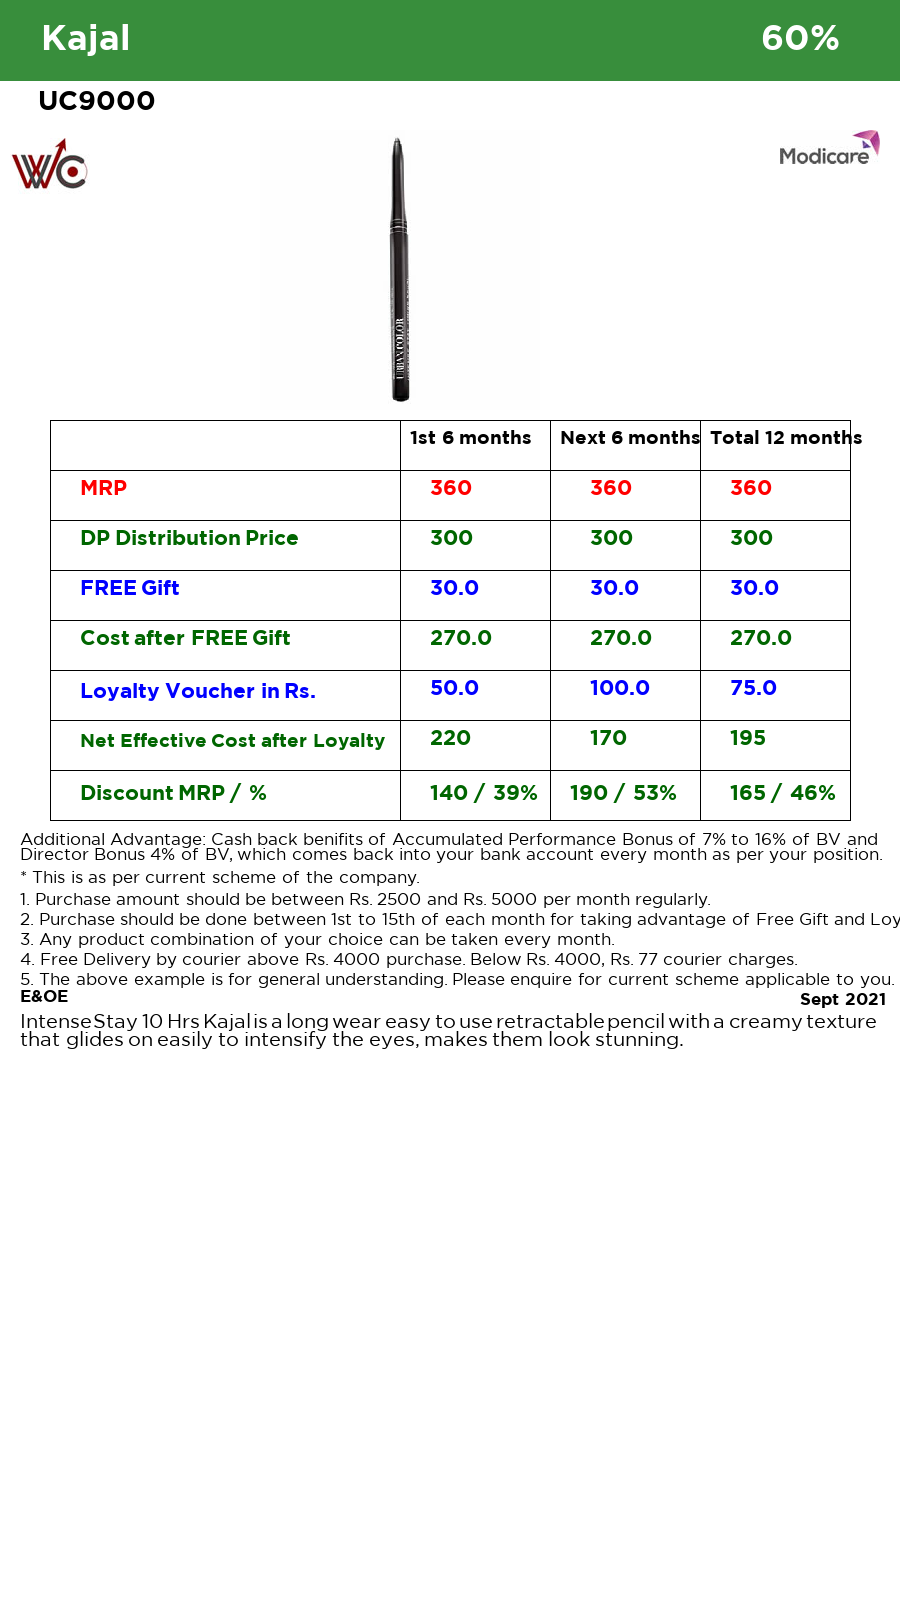 Kajal 60%
UC9000
WC
Modicare
URBAN COLOR
1st 6 months Next 6 months Total 12 months
MRP 360 360 360
DP Distribution Price 300 300 300
FREE Gift 30.0 30.0 30.0
Cost after FREE Gift 270.0 270.0 270.0
Loyalty Voucher in Rs. 50.0 100.0 75.0
Net Effective Cost after Loyalty 220 170 195
Discount MRP / % 140 / 39% 190 / 53% 165 / 46%
Additional Advantage: Cash back benifits of Accumulated Performance Bonus of 7% to 16% of BV and
Director Bonus 4% of BV, which comes back into your bank account every month as per your position.
* This is as per current scheme of the company.
1. Purchase amount should be between Rs. 2500 and Rs. 5000 per month regularly.
2. Purchase should be done between 1st to 15th of each month for taking advantage of Free Gift and Loy
3. Any product combination of your choice can be taken every month.
4. Free Delivery by courier above Rs. 4000 purchase. Below Rs. 4000, Rs. 77 courier charges.
5. The above example is for general understanding. Please enquire for current scheme applicable to you.
E&OE Sept 2021
IntenseStay 10 Hrs Kajal is a long wear easy to use retractable pencil with a creamy texture
that glides on easily to intensify the eyes, makes them look stunning.